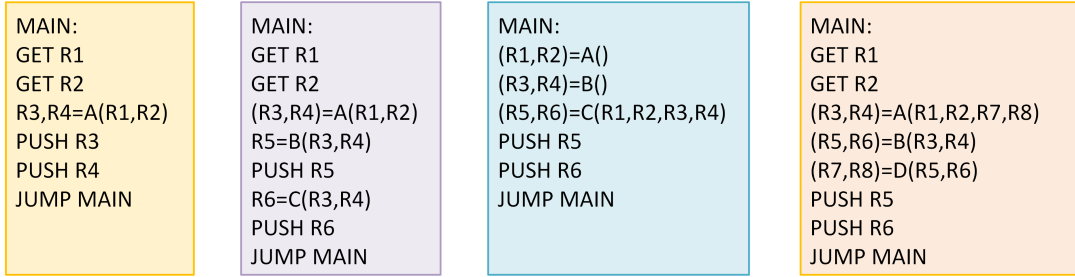 MAIN:
GET R1
GET R2
R3,R4=A(R1,R2)
PUSH R3
PUSH R4
JUMP MAIN
MAIN:
GET R1
GET R2
(R3,R4)=A(R1,R2)
R5=B(R3,R4)
PUSH R5
R6=C(R3,R4)
PUSH R6
JUMP MAIN
MAIN:
(R1,R2)=A()
(R3,R4)=B()
(R5,R6)=C(R1,R2,R3,R4)
PUSH R5
PUSH R6
JUMP MAIN
MAIN:
GET R1
GET R2
(R3,R4)=A(R1,R2,R7,R8)
(R5,R6)=B(R3,R4)
(R7,R8)=D(R5,R6)
PUSH R5
PUSH R6
JUMP MAIN